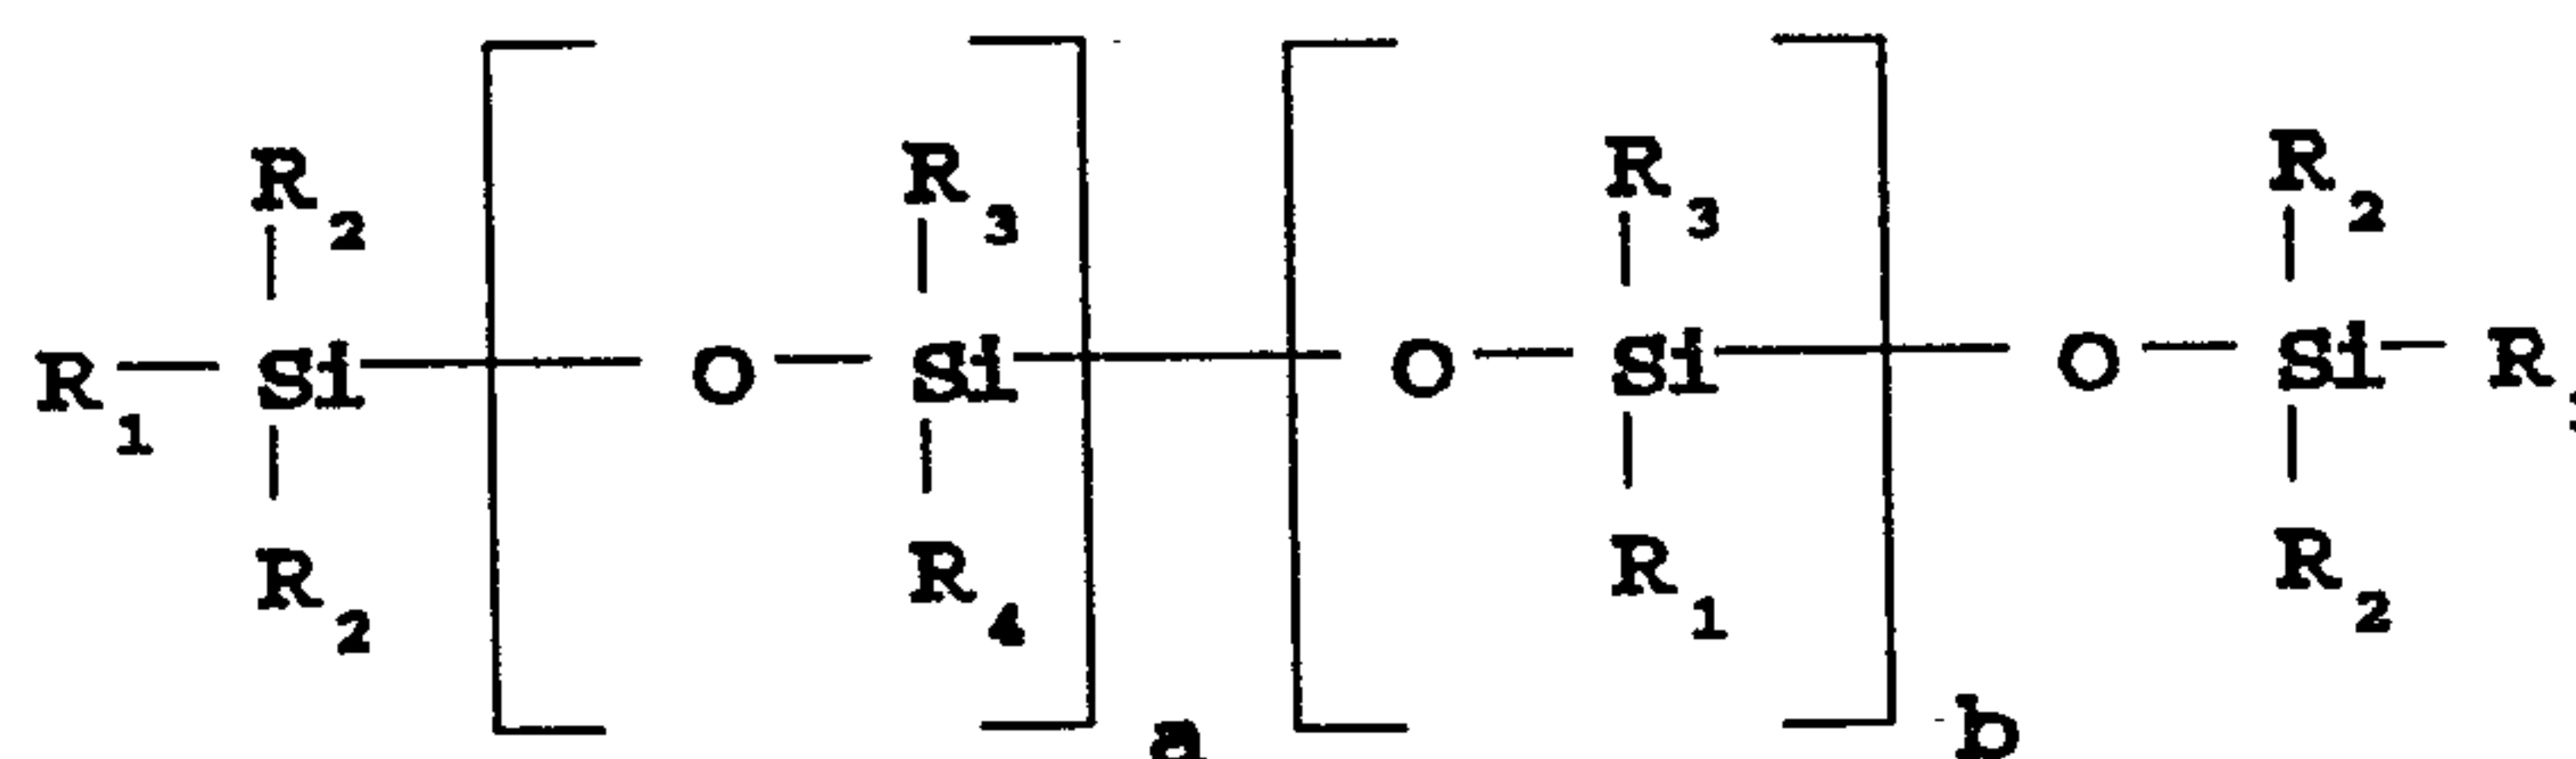 R2 R3 R3 R2
R1 — Si — O — Si — O — Si — O — Si — R
R2 R4 R1 R2
a b